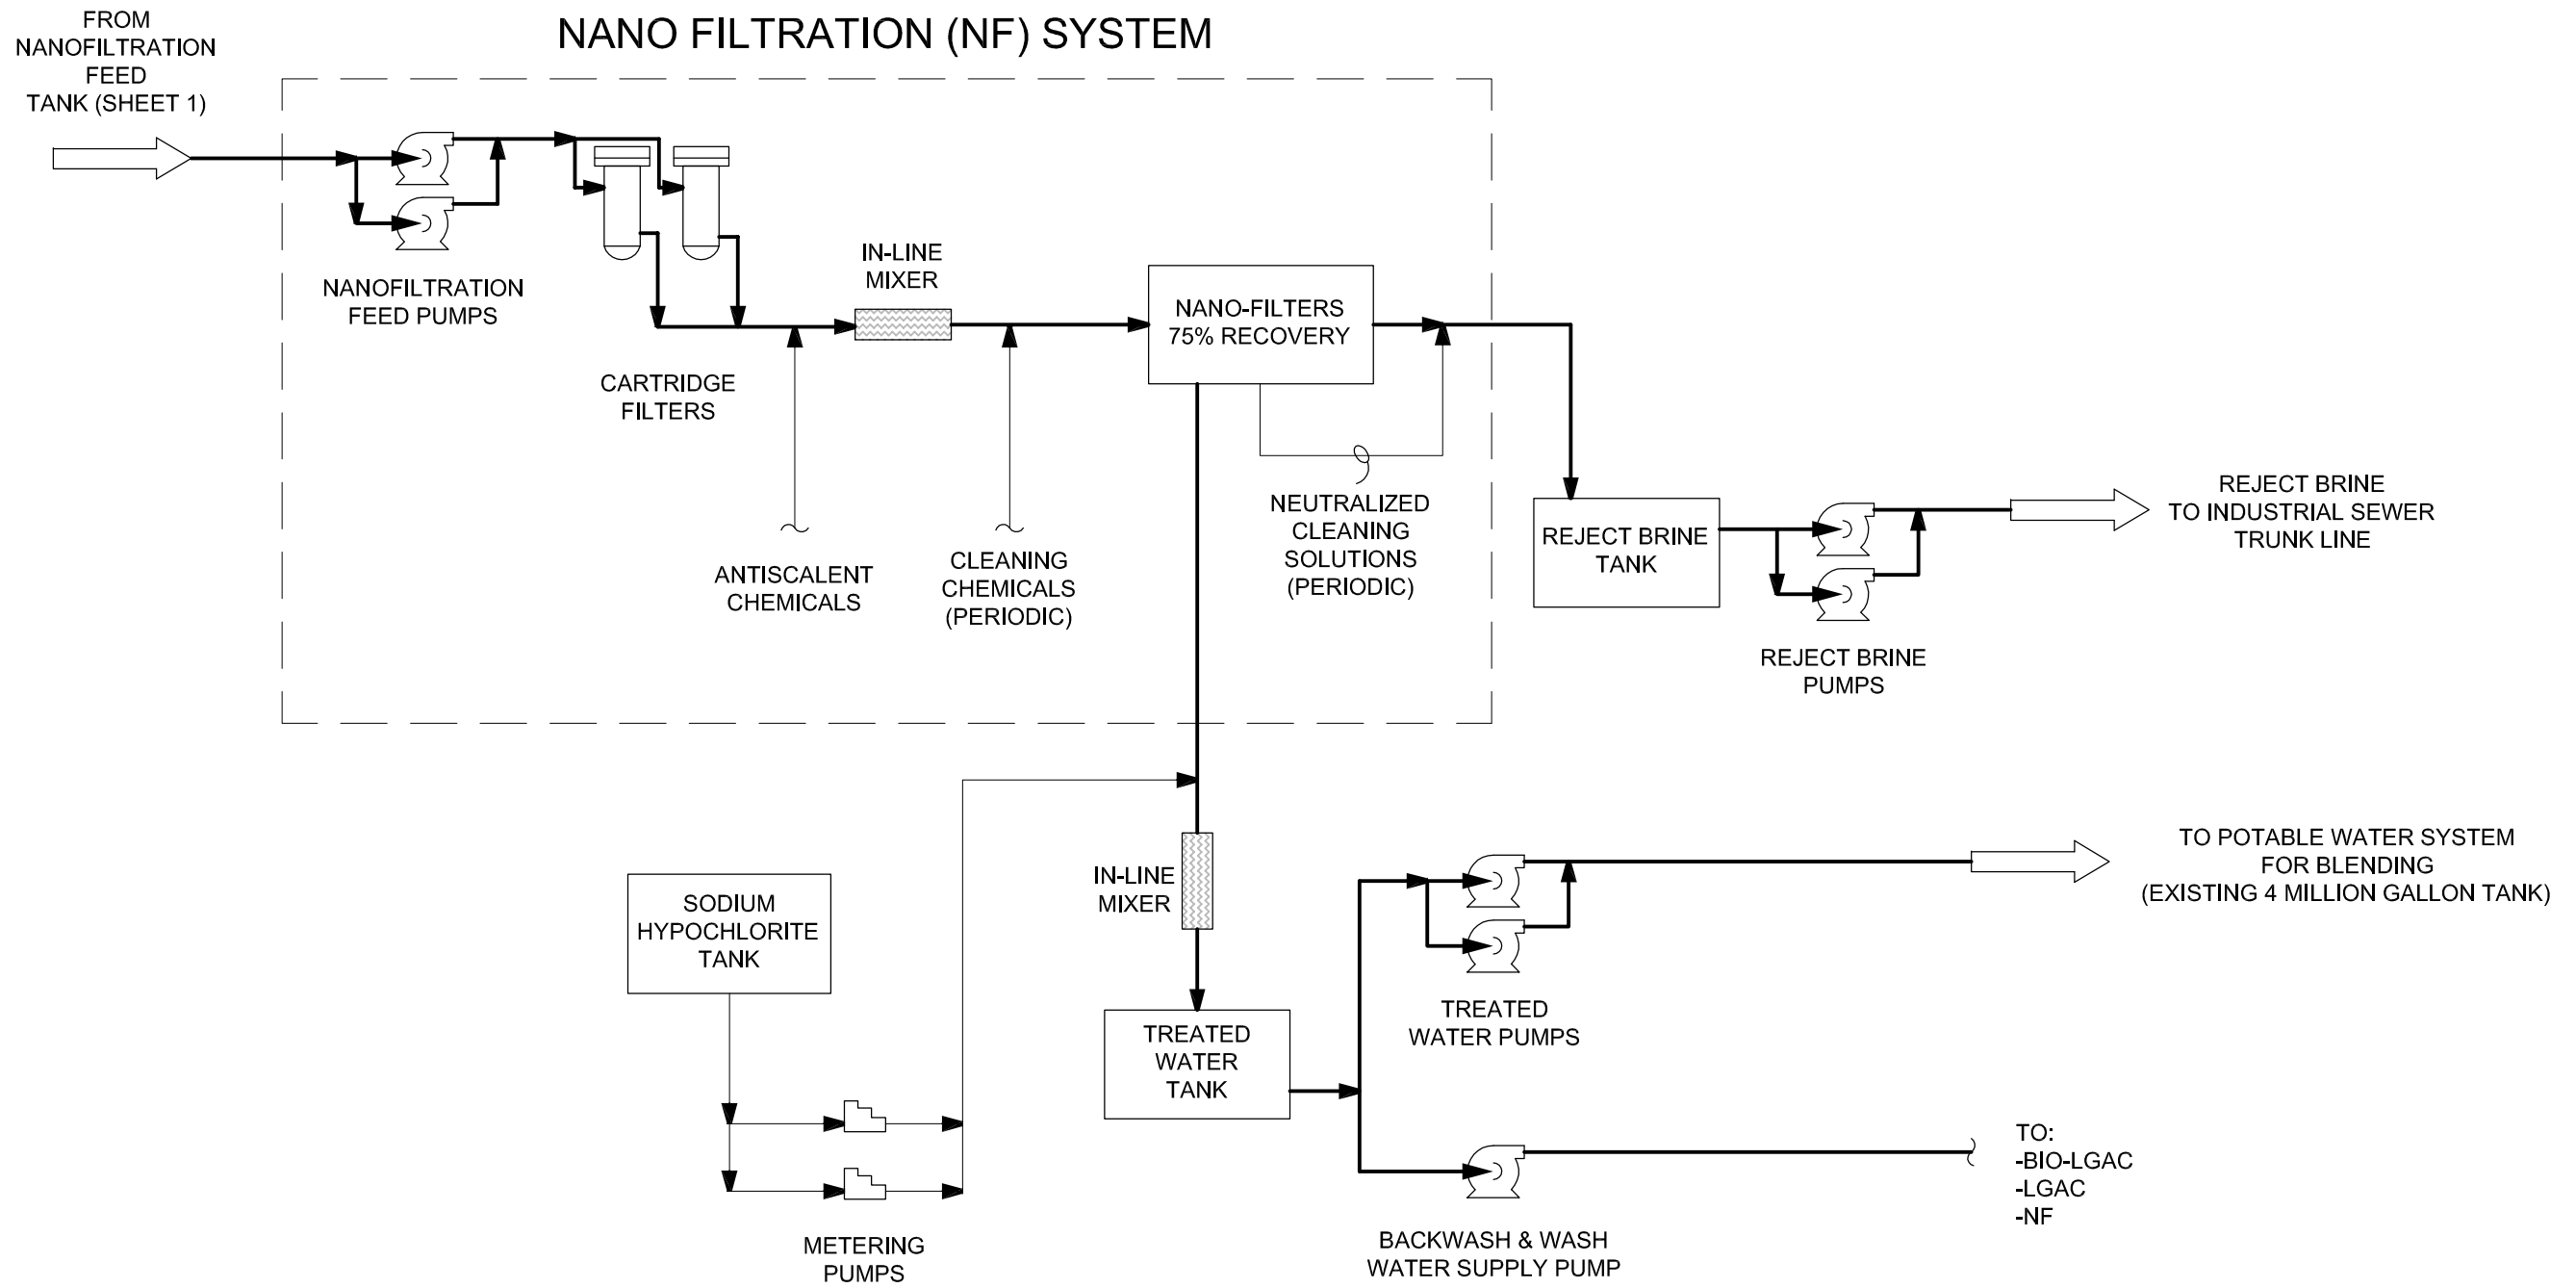 NANO FILTRATION (NF) SYSTEM
FROM
NANOFILTRATION
FEED
TANK (SHEET 1)
NANOFILTRATION
FEED PUMPS
CARTRIDGE
FILTERS
IN-LINE
MIXER
ANTISCALENT
CHEMICALS
CLEANING
CHEMICALS
(PERIODIC)
NANO-FILTERS
75% RECOVERY
NEUTRALIZED
CLEANING
SOLUTIONS
(PERIODIC)
REJECT BRINE
TANK
REJECT BRINE
PUMPS
REJECT BRINE
TO INDUSTRIAL SEWER
TRUNK LINE
SODIUM
HYPOCHLORITE
TANK
METERING
PUMPS
IN-LINE
MIXER
TREATED
WATER
TANK
TREATED
WATER PUMPS
TO POTABLE WATER SYSTEM
FOR BLENDING
(EXISTING 4 MILLION GALLON TANK)
BACKWASH & WASH
WATER SUPPLY PUMP
TO:
-BIO-LGAC
-LGAC
-NF